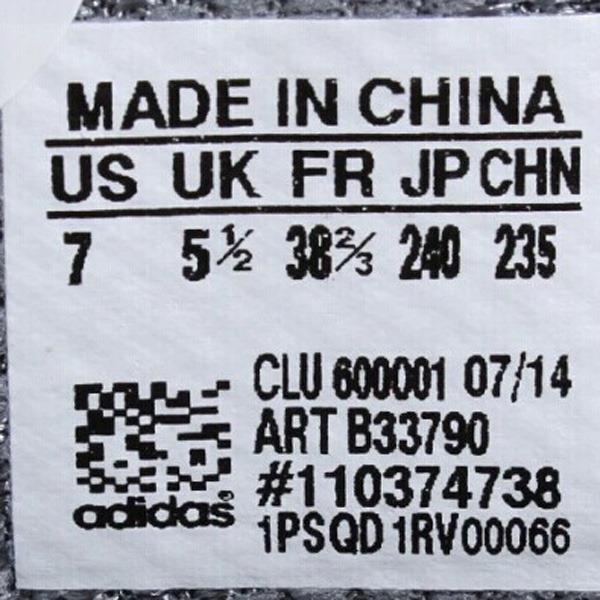 MADE IN CHINA
US UK FR JP CHN
7 5½ 38⅔ 240 235
CLU 600001 07/14
ART B33790
#110374738
adidas®
1PSQD 1RV00066